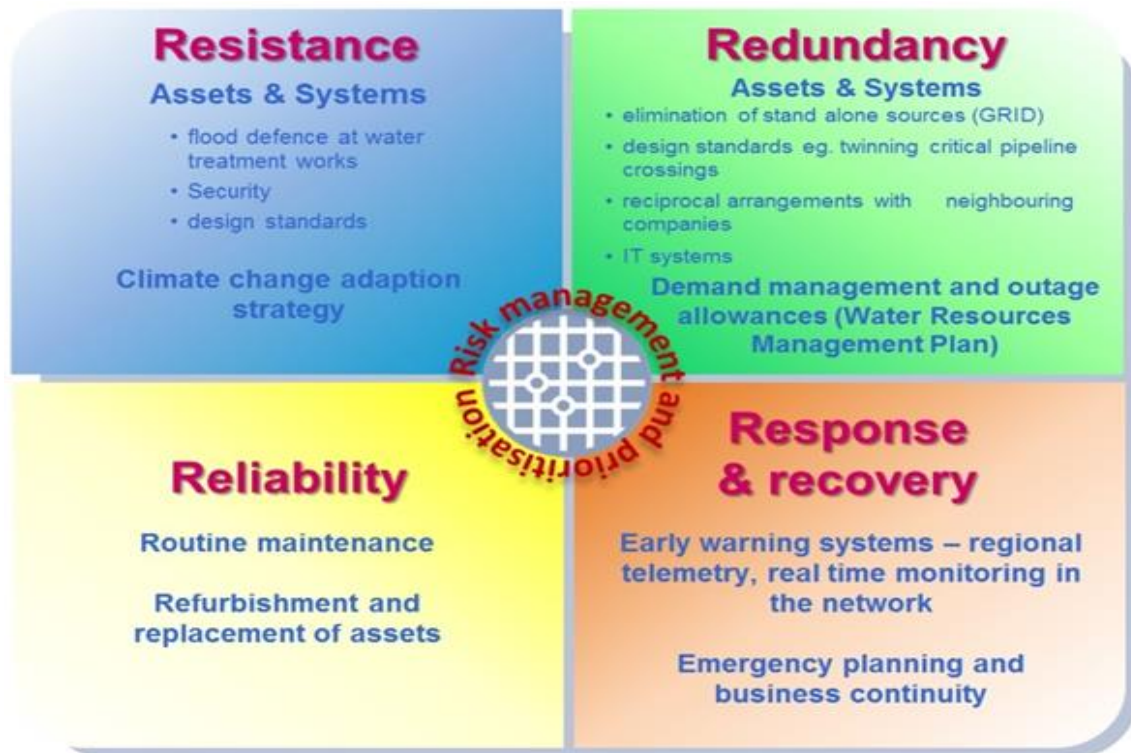 Resistance
Assets & Systems
• flood defence at water
treatment works
• Security
• design standards
Climate change adaption
strategy
Redundancy
Assets & Systems
• elimination of stand alone sources (GRID)
• design standards eg. twinning critical pipeline
crossings
• reciprocal arrangements with neighbouring
companies
• IT systems
Demand management and outage
allowances (Water Resources
Management Plan)
Risk management and prioritisation
Reliability
Routine maintenance
Refurbishment and
replacement of assets
Response
& recovery
Early warning systems – regional
telemetry, real time monitoring in
the network
Emergency planning and
business continuity